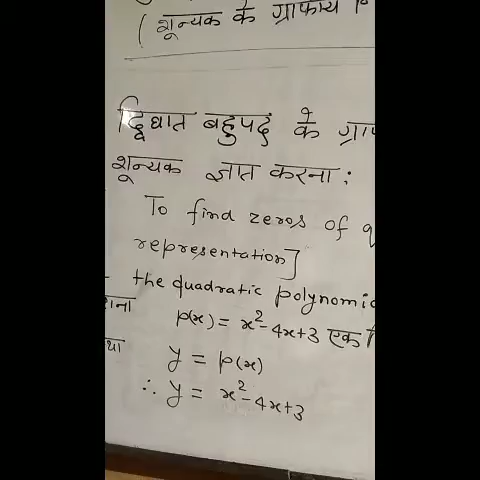 ( शून्यक के ग्राफीय
द्विघात बहुपद के
शून्यक ज्ञात करना :
To find zeros of
representation]
the quadratic
p(x) = x²-4x+3 एक
y = p(x)
∴ y = x²-4x+3